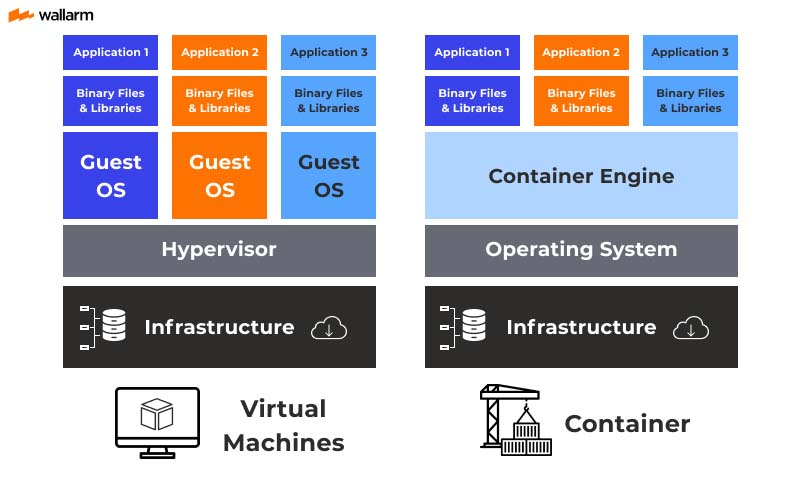 wallarm
Application 1
Application 2
Application 3
Binary Files
& Libraries
Binary Files
& Libraries
Binary Files
& Libraries
Guest
OS
Guest
OS
Guest
OS
Hypervisor
Infrastructure
Virtual
Machines
Application 1
Application 2
Application 3
Binary Files
& Libraries
Binary Files
& Libraries
Binary Files
& Libraries
Container Engine
Operating System
Infrastructure
Container